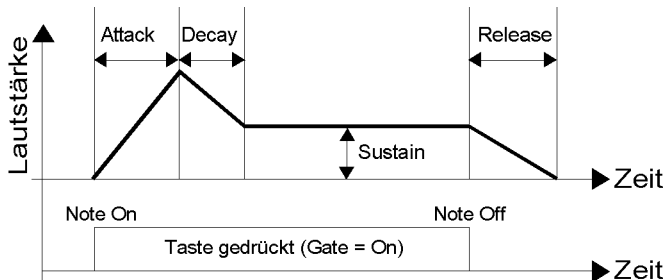 Attack
Decay
Release
Lautstärke
Sustain
Zeit
Note On
Note Off
Taste gedrückt (Gate = On)
Zeit